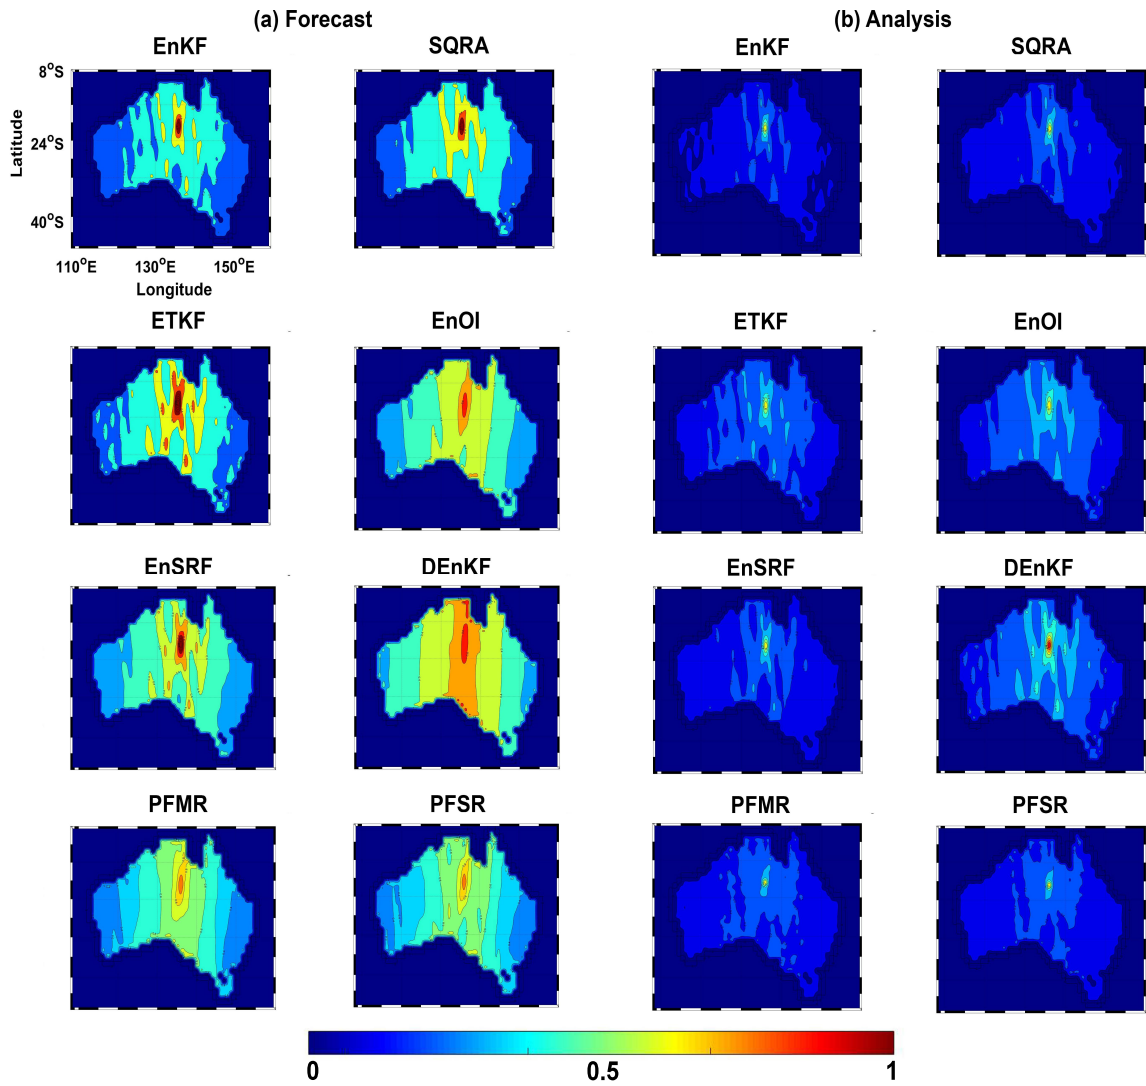 (a) Forecast (b) Analysis
EnKF SQRA EnKF SQRA
8°S
24°S
40°S
Latitude
110°E 130°E 150°E
Longitude
ETKF EnOI ETKF EnOI
EnSRF DEnKF EnSRF DEnKF
PFMR PFSR PFMR PFSR
0 0.5 1